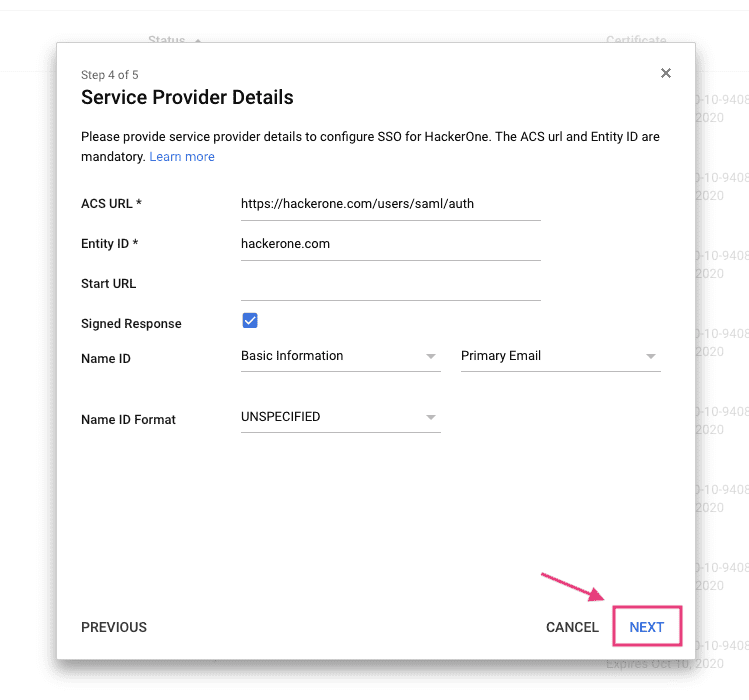 Status
Certificate
Step 4 of 5
Service Provider Details
Please provide service provider details to configure SSO for HackerOne. The ACS url and Entity ID are
mandatory. Learn more
ACS URL *
https://hackerone.com/users/saml/auth
Entity ID *
hackerone.com
Start URL
Signed Response
Name ID
Basic Information
Primary Email
Name ID Format
UNSPECIFIED
PREVIOUS
CANCEL
NEXT
0-10-9408
2020
0-10-9408
2020
0-10-9408
2020
0-10-9408
2020
0-10-9408
2020
0-10-9408
2020
0-10-9408
2020
0-10-9408
Expires Oct 10, 2020